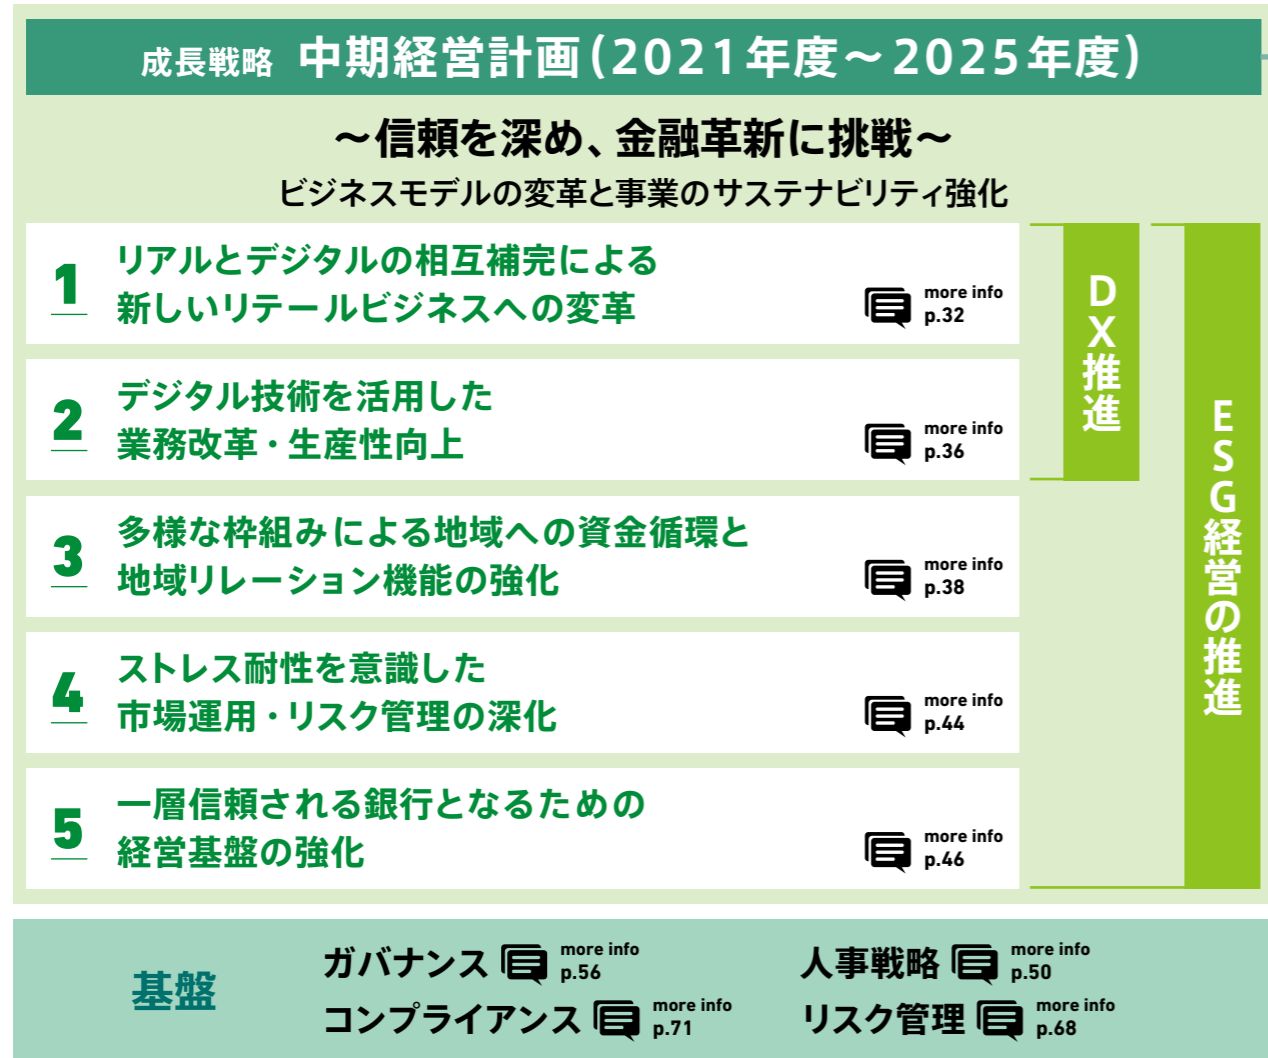 成長戦略 中期経営計画(2021年度～2025年度)
～信頼を深め、金融革新に挑戦～
ビジネスモデルの変革と事業のサステナビリティ強化
1
リアルとデジタルの相互補完による
新しいリテールビジネスへの変革
more info
p.32
2
デジタル技術を活用した
業務改革・生産性向上
more info
p.36
3
多様な枠組みによる地域への資金循環と
地域リレーション機能の強化
more info
p.38
4
ストレス耐性を意識した
市場運用・リスク管理の深化
more info
p.44
5
一層信頼される銀行となるための
経営基盤の強化
more info
p.46
DX推進
ESG経営の推進
基盤
ガバナンス
more info
p.56
人事戦略
more info
p.50
コンプライアンス
more info
p.71
リスク管理
more info
p.68